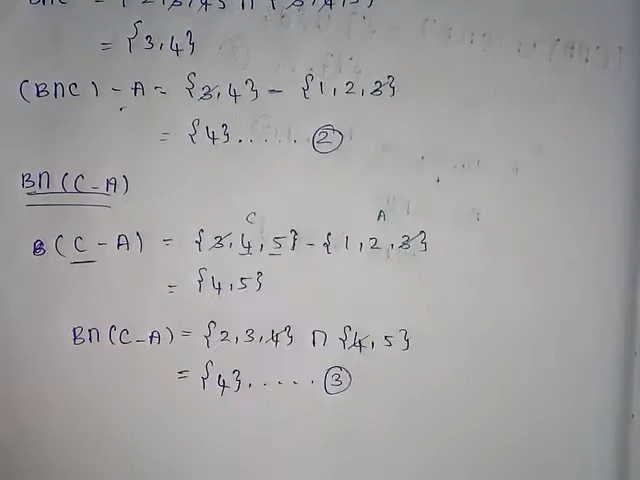 = {3,4}
(B∩C) - A = {3,4} - {1,2,3}
= {4}...... ②
B∩(C-A)
C A
(C - A) = {3,4,5} - {1,2,3}
= {4,5}
B∩(C-A) = {2,3,4} ∩ {4,5}
= {4}...... ③